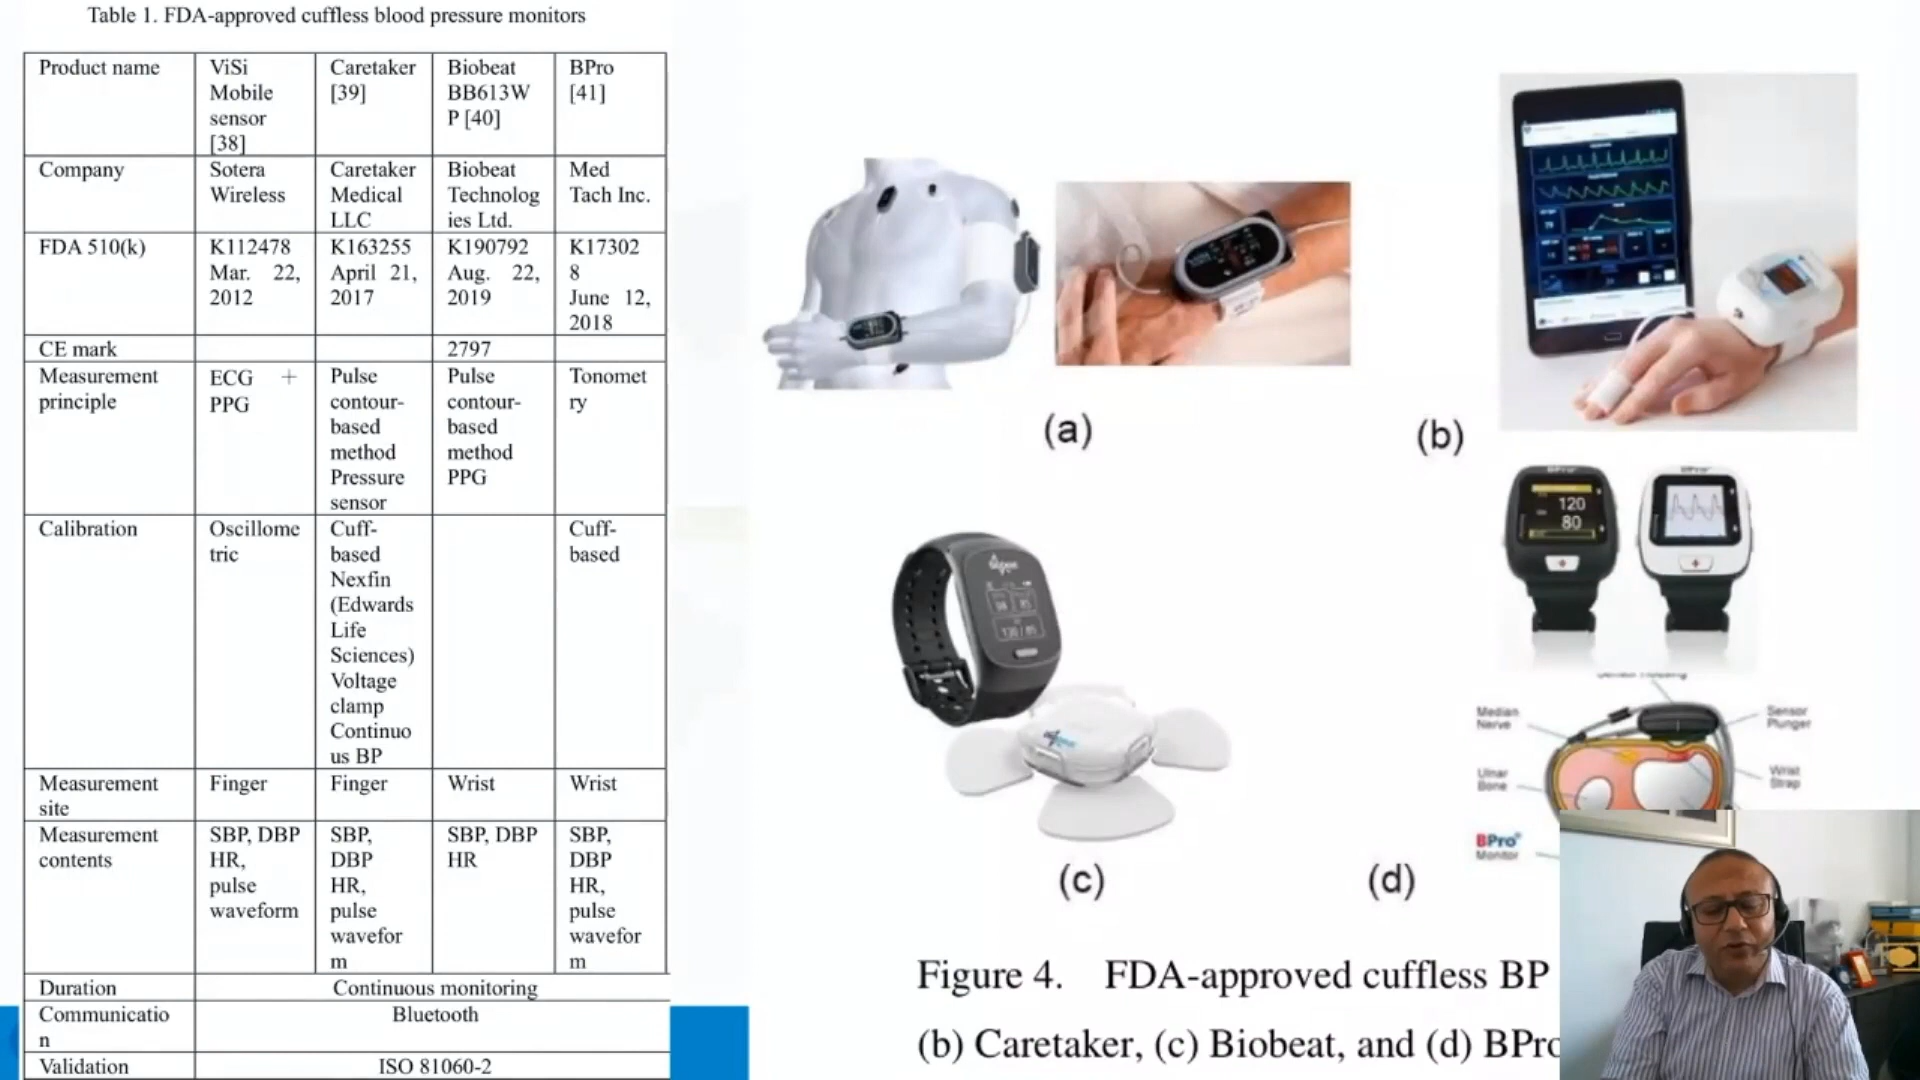 Table 1. FDA-approved cuffless blood pressure monitors
Product name
ViSi
Mobile
sensor
[38]
Caretaker
[39]
Biobeat
BB613W
P [40]
BPro
[41]
Company
Sotera
Wireless
Caretaker
Medical
LLC
Biobeat
Technolog
ies Ltd.
Med
Tach Inc.
FDA 510(k)
K112478
Mar. 22,
2012
K163255
April 21,
2017
K190792
Aug. 22,
2019
K17302
8
June 12,
2018
CE mark
2797
Measurement
principle
ECG +
PPG
Pulse
contour-
based
method
Pressure
sensor
Pulse
contour-
based
method
PPG
Tonomet
ry
Calibration
Oscillome
tric
Cuff-
based
Nexfin
(Edwards
Life
Sciences)
Voltage
clamp
Continuo
us BP
Cuff-
based
Measurement
site
Finger
Finger
Wrist
Wrist
Measurement
contents
SBP, DBP
HR,
pulse
waveform
SBP,
DBP
HR,
pulse
wavefor
m
SBP, DBP
HR
SBP,
DBP
HR,
pulse
wavefor
m
Duration
Continuous monitoring
Communicatio
n
Bluetooth
Validation
ISO 81060-2
(a)
(b)
BPro
120
80
Median
Nerve
Sensor
Plunger
Ulnar
Bone
Wrist
Strap
BPro
Monitor
(c)
(d)
Figure 4. FDA-approved cuffless BP
(b) Caretaker, (c) Biobeat, and (d) BPro